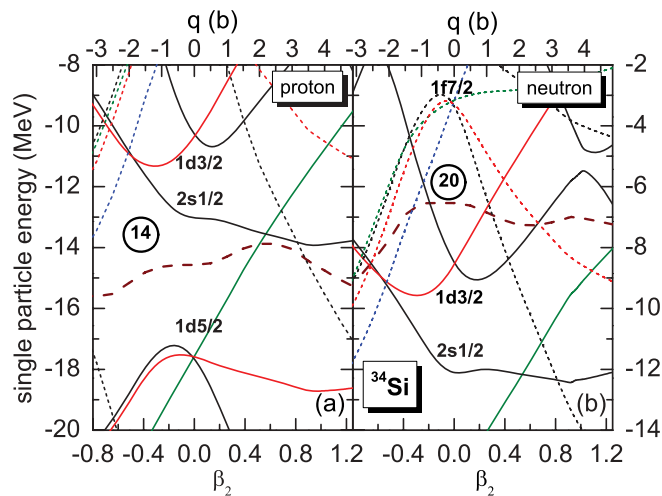 q (b) q (b)
-3 -2 -1 0 1 2 3 4 -3 -2 -1 0 1 2 3 4
-8 proton 1f7/2 neutron -2
-10 -4
1d3/2
20
-12 2s1/2 -6
14
-14 -8
1d3/2
-16 -10
1d5/2
2s1/2
-18 -12
34Si
(a) (b)
-20 -14
-0.8 -0.4 0.0 0.4 0.8 1.2 -0.4 0.0 0.4 0.8 1.2
β2 β2
single particle energy (MeV)